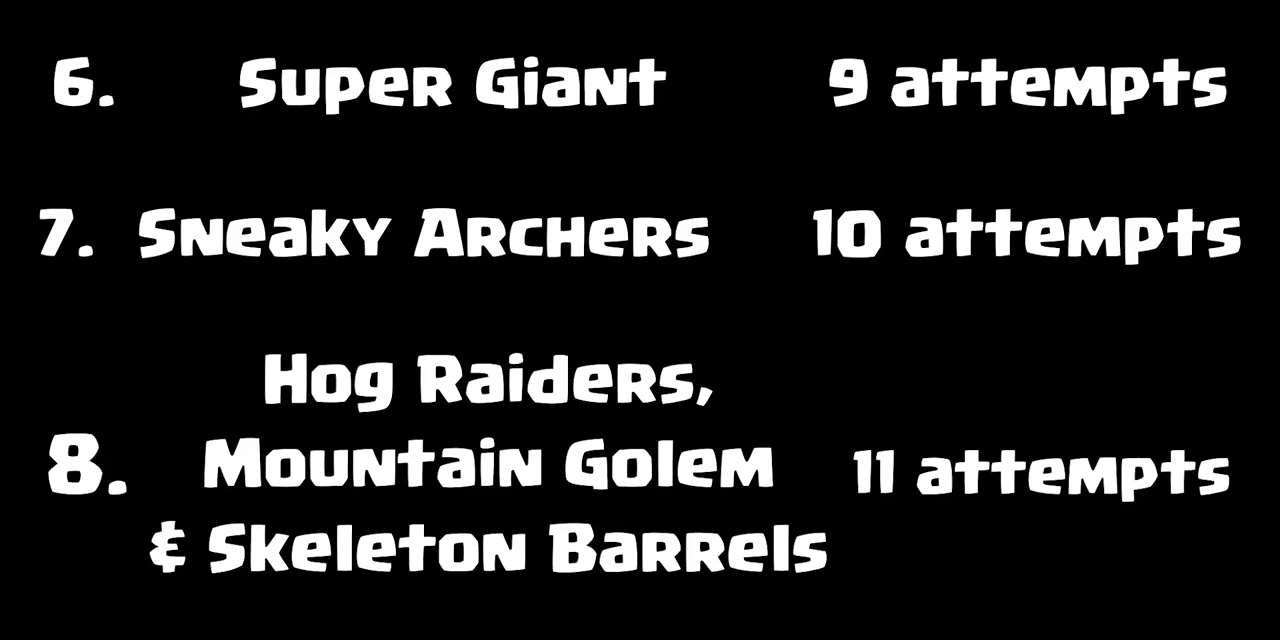 6. Super Giant 9 attempts
7. Sneaky Archers 10 attempts
Hog Raiders,
8. Mountain Golem 11 attempts
& Skeleton Barrels